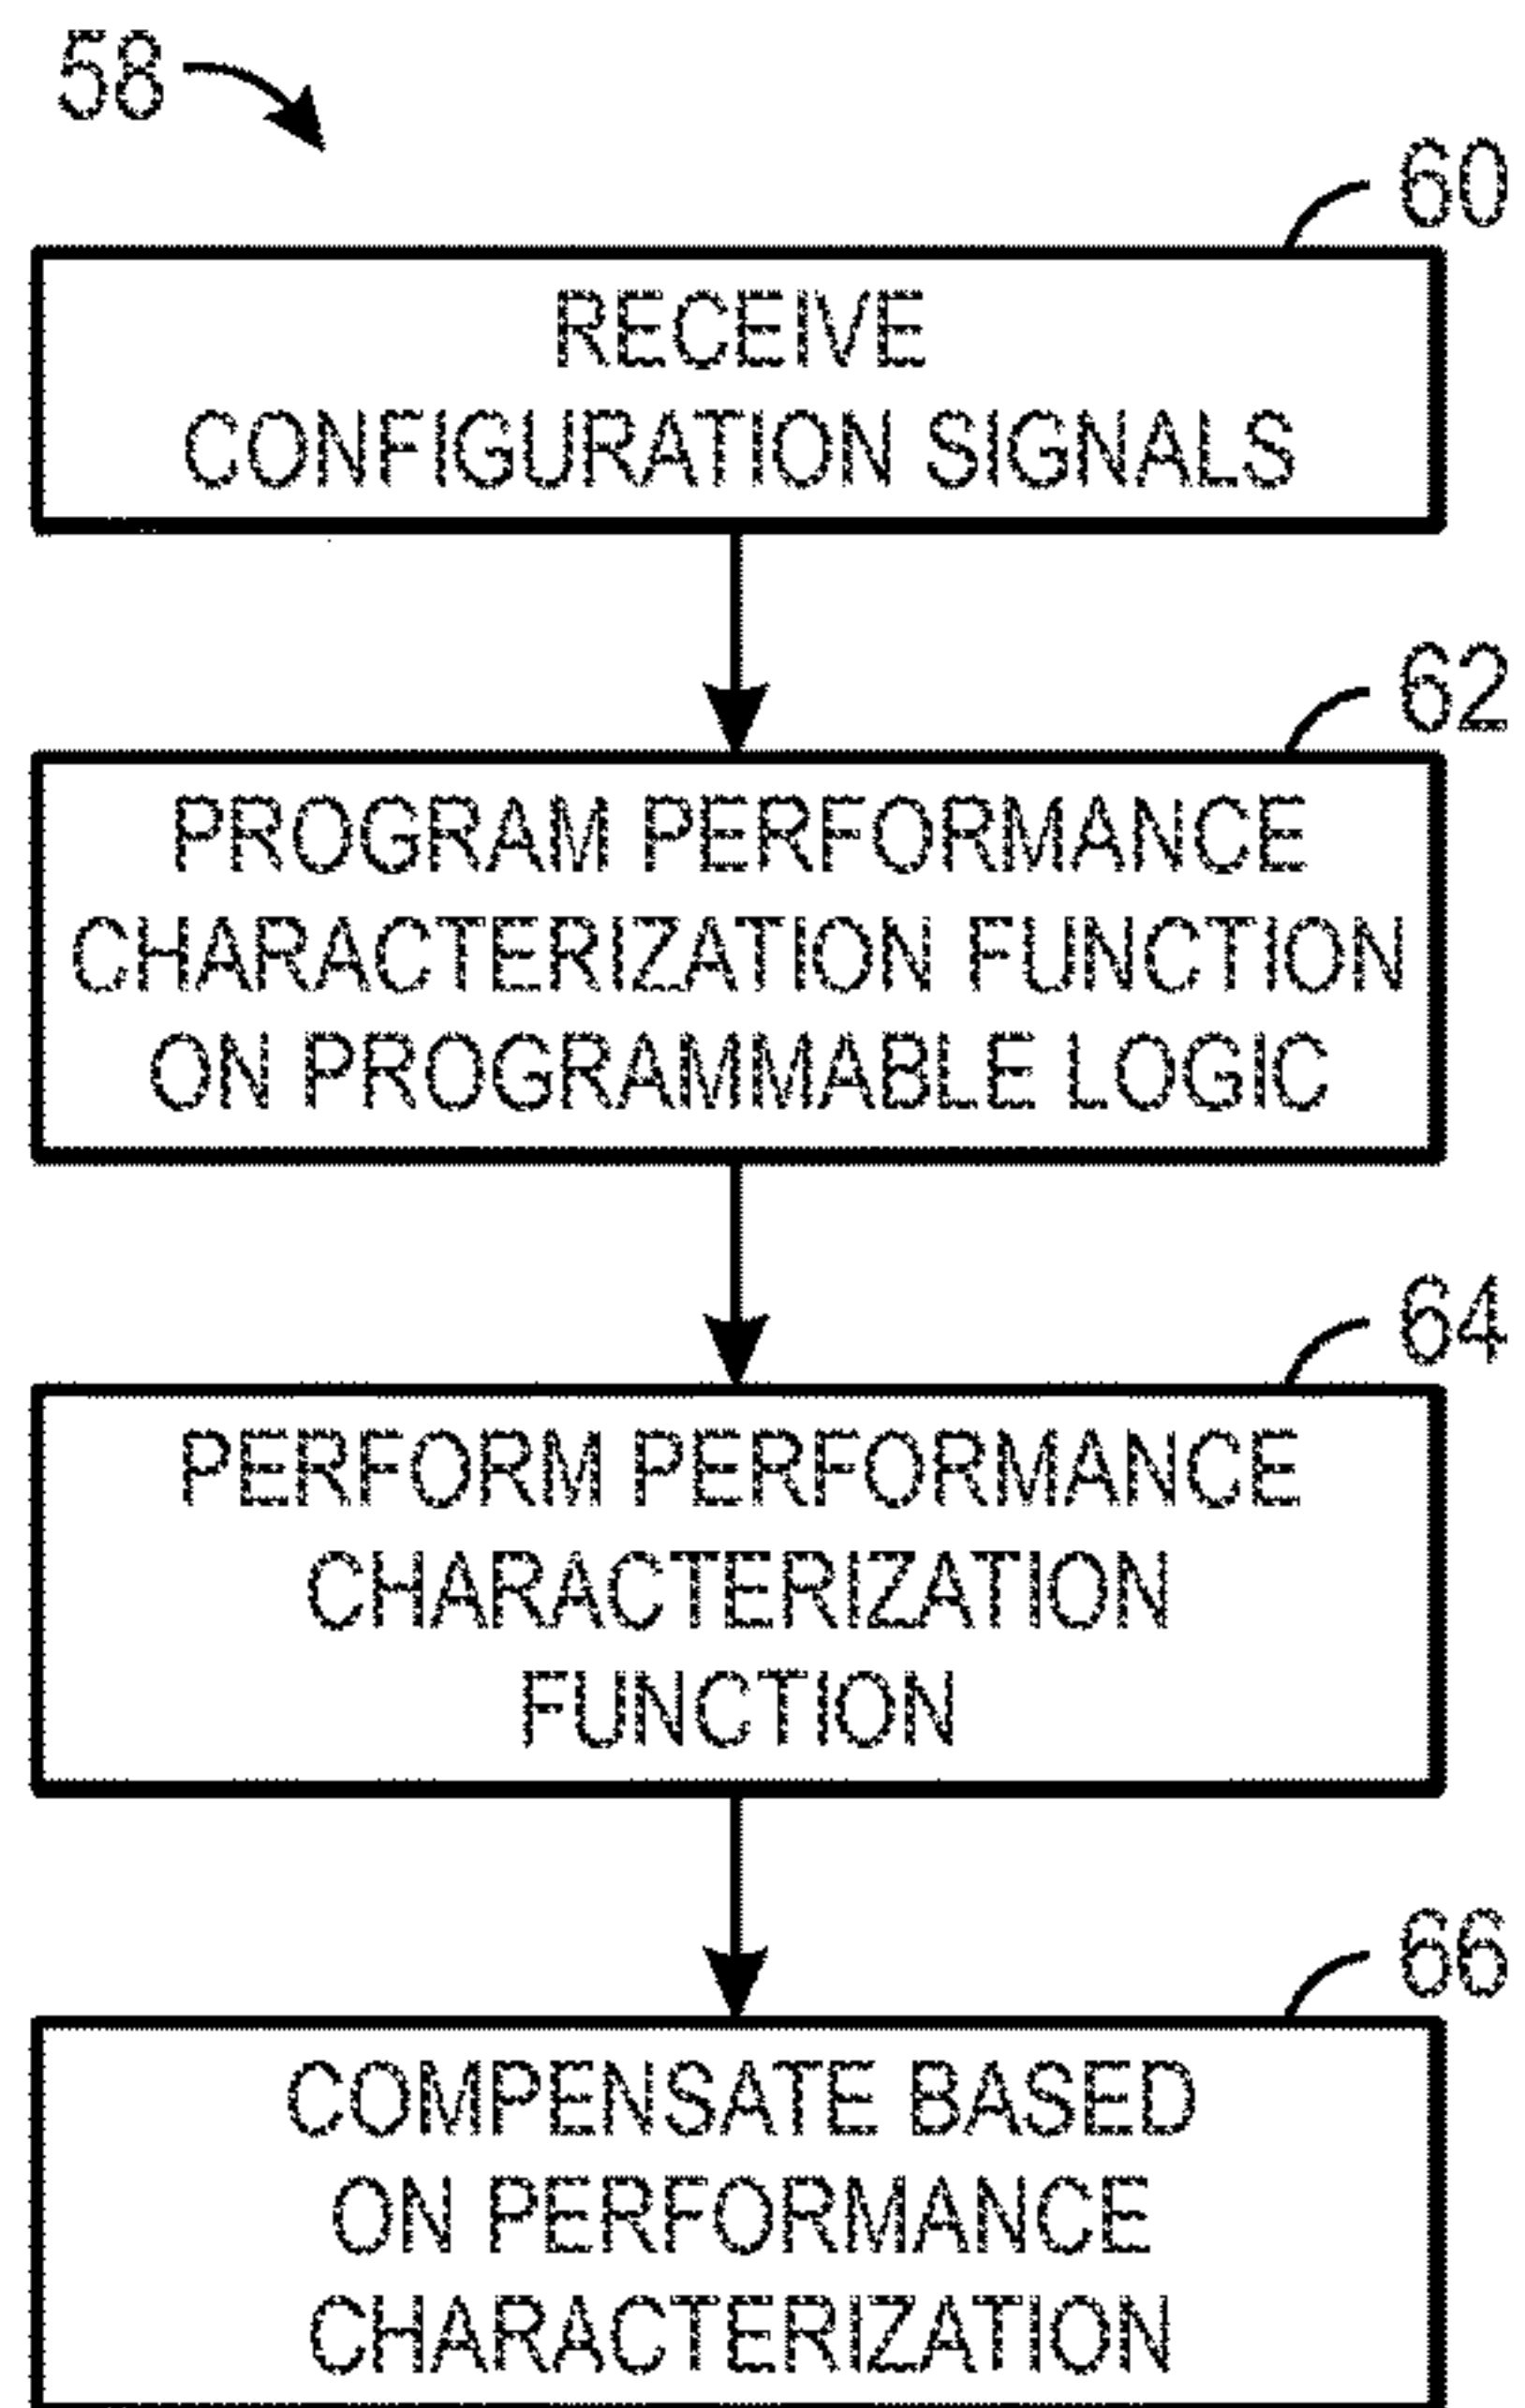 58
60
RECEIVE
CONFIGURATION SIGNALS
62
PROGRAM PERFORMANCE
CHARACTERIZATION FUNCTION
ON PROGRAMMABLE LOGIC
64
PERFORM PERFORMANCE
CHARACTERIZATION
FUNCTION
66
COMPENSATE BASED
ON PERFORMANCE
CHARACTERIZATION